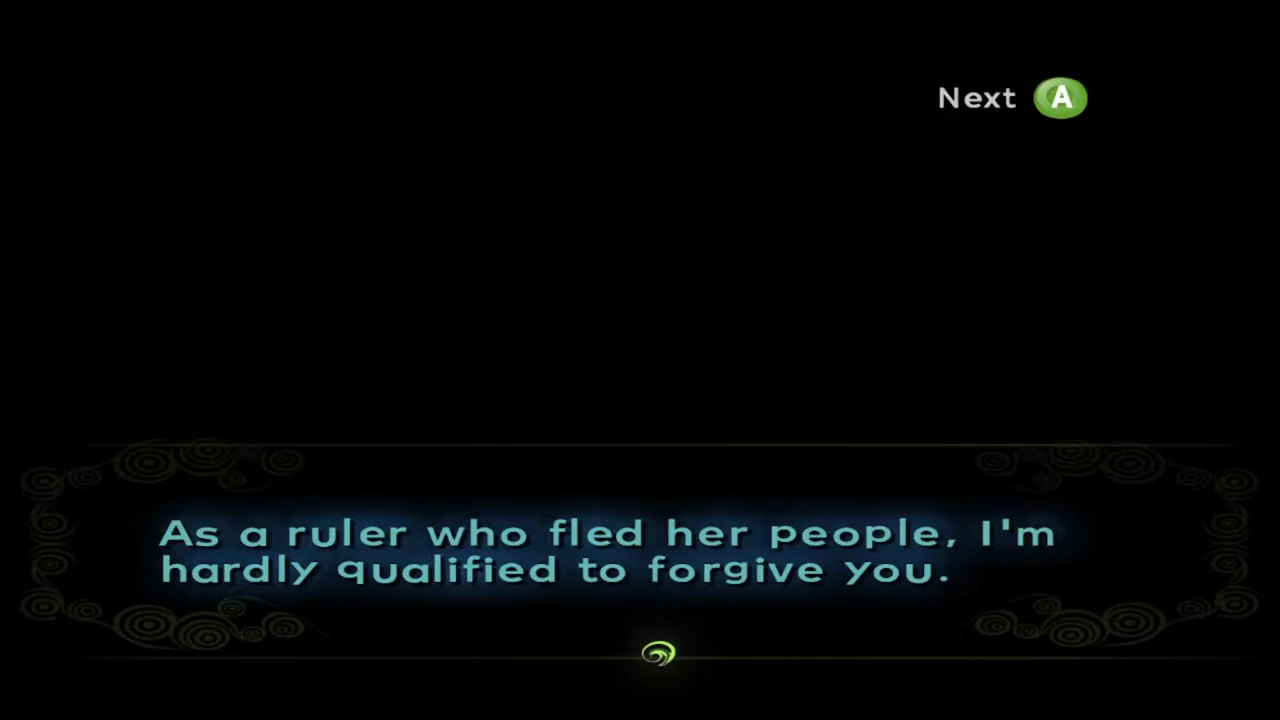 Next A
As a ruler who fled her people, I'm
hardly qualified to forgive you.